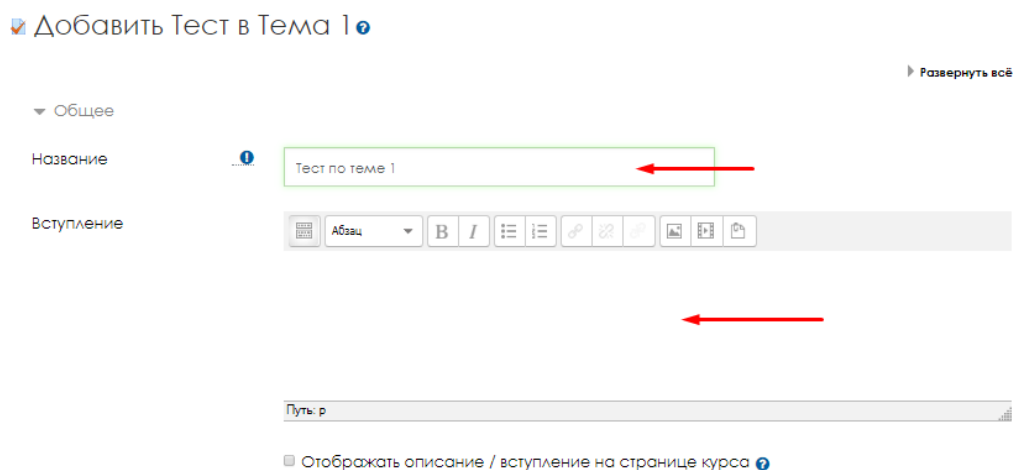 Добавить Тест в Тема 1
Развернуть всё
Общее
Название
Тест по теме 1
Вступление
Абзац
B I
Путь: p
Отображать описание / вступление на странице курса